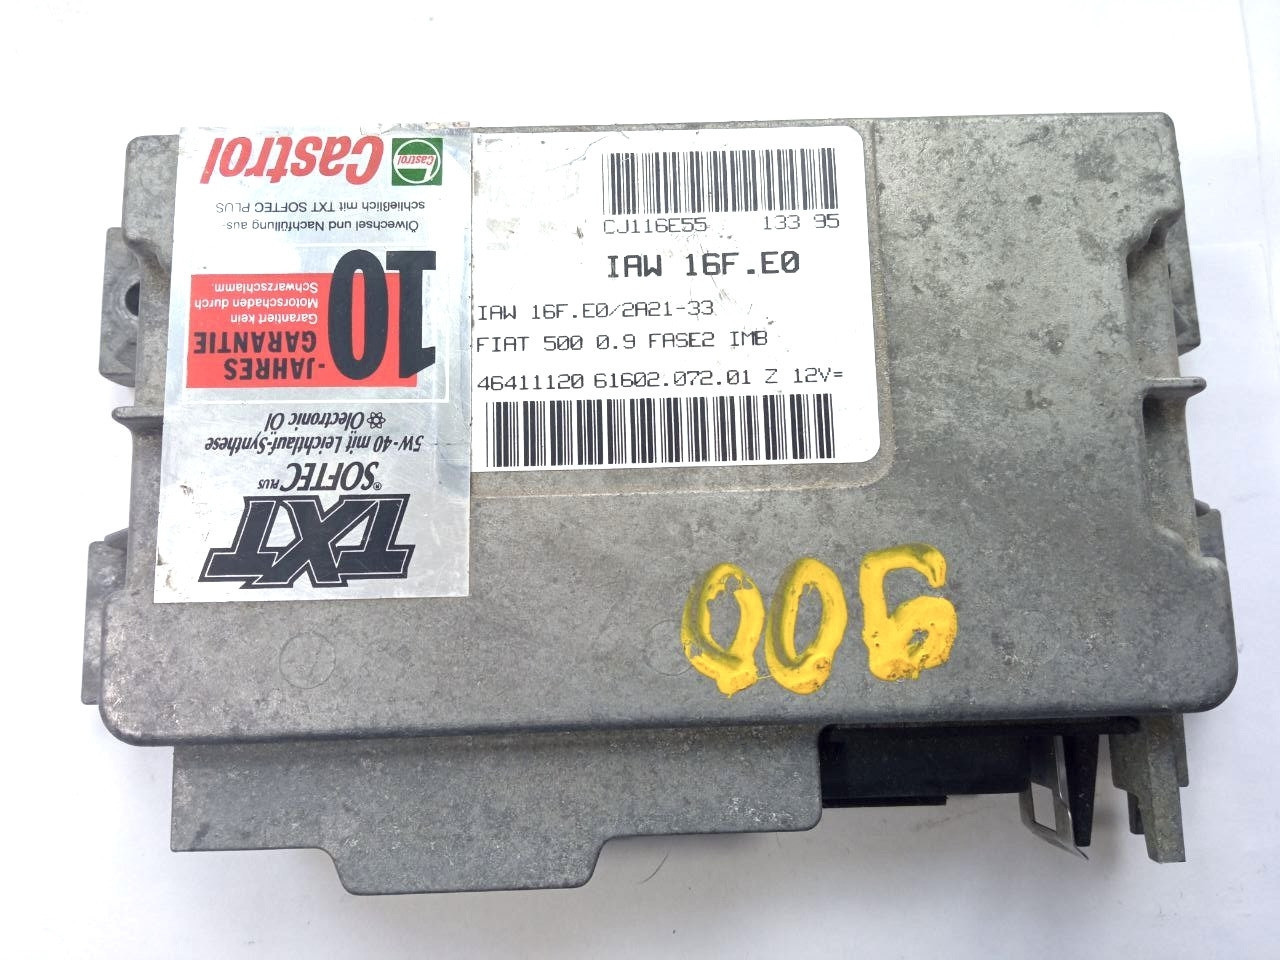 CJ116E55 133 95
IAW 16F.E0
IAW 16F.E0/2A21-33
FIAT 500 0.9 FASE2 IMB
46411120 61602.072.01 Z 12V=
Castrol
Castrol
Ölwechsel und Nachfüllung aus-
schließlich mit TXT SOFTEC PLUS
10
-JAHRES
GARANTIE
Garantiert kein
Motorschaden durch
Schwarzschlamm.
TXT
SOFTEC PLUS®
5W-40 mit Leichtlauf-Synthese
Ölectronic Öl
006